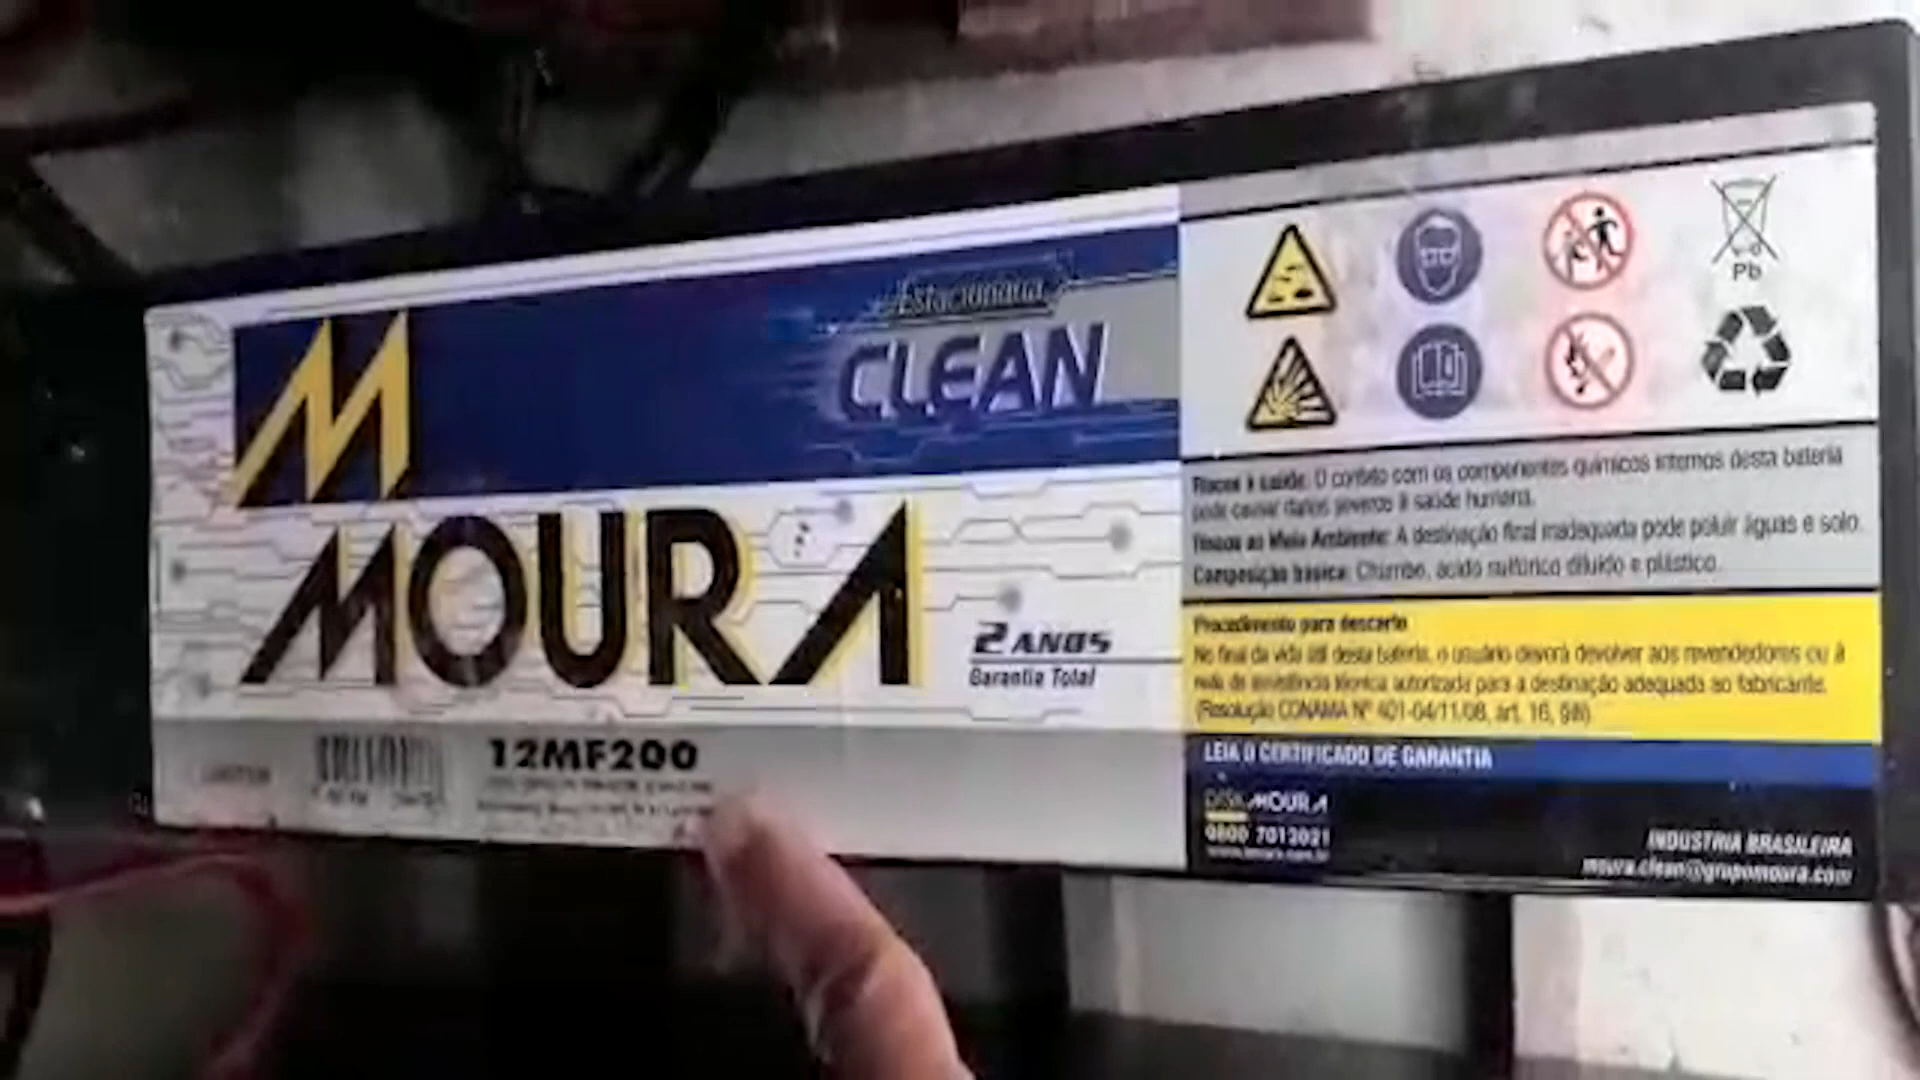 Estacionária
CLEAN
M
MOURA
2 ANOS
Garantia Total
12MF200
Pb
Riscos à saúde: O contato com os componentes químicos internos desta bateria
pode causar danos severos à saúde humana.
Riscos ao Meio Ambiente: A destinação final inadequada pode poluir águas e solo.
Composição básica: Chumbo, ácido sulfúrico diluído e plástico.
Procedimento para descarte
No final da vida útil desta bateria, o usuário deverá devolver aos revendedores ou à
rede de assistência técnica autorizada para a destinação adequada ao fabricante.
(Resolução CONAMA Nº 401-04/11/08, art. 16, §III)
LEIA O CERTIFICADO DE GARANTIA
DISK MOURA
0800 7012021
INDÚSTRIA BRASILEIRA
moura.clean@grupomoura.com